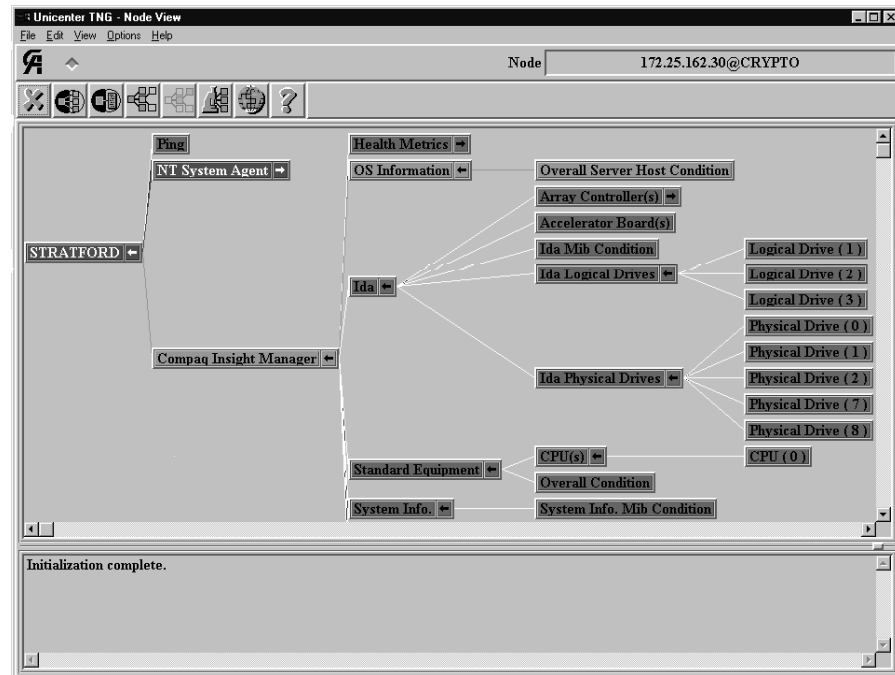 Unicenter TNG - Node View
File Edit View Options Help
Node 172.25.162.30@CRYPTO
Ping
Health Metrics
NT System Agent
OS Information
Overall Server Host Condition
Array Controller(s)
Accelerator Board(s)
STRATFORD
Ida Mib Condition
Logical Drive ( 1 )
Ida Logical Drives
Logical Drive ( 2 )
Ida
Logical Drive ( 3 )
Physical Drive ( 0 )
Compaq Insight Manager
Physical Drive ( 1 )
Ida Physical Drives
Physical Drive ( 2 )
Physical Drive ( 7 )
Physical Drive ( 8 )
CPU(s)
CPU ( 0 )
Standard Equipment
Overall Condition
System Info.
System Info. Mib Condition
Initialization complete.